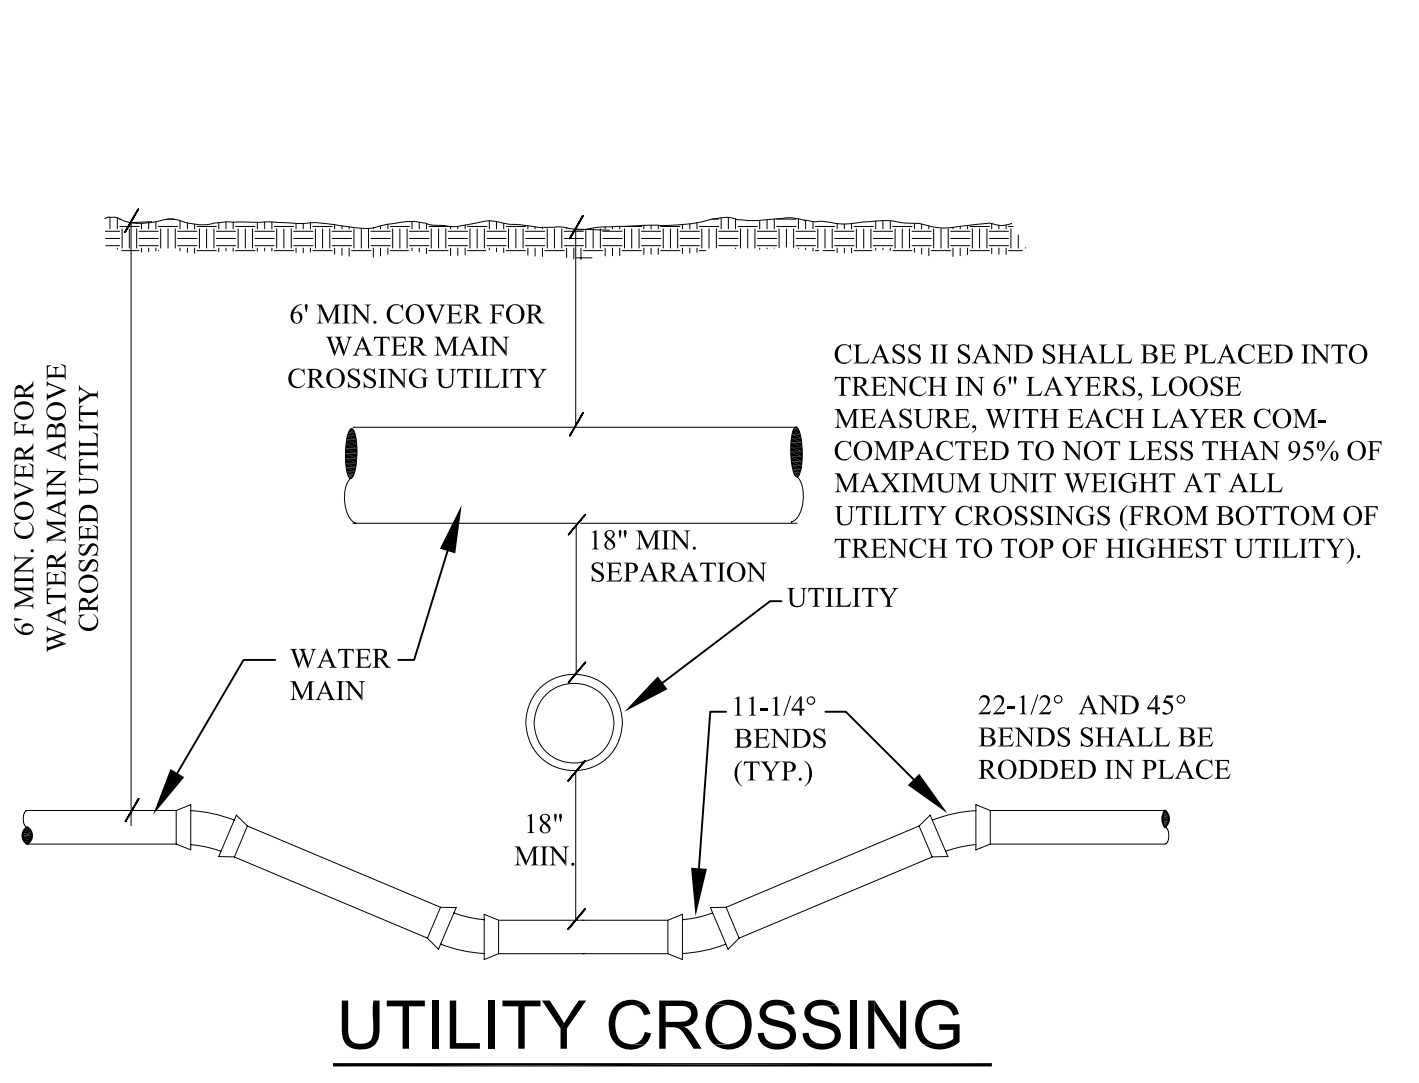 6' MIN. COVER FOR
WATER MAIN
CROSSING UTILITY
6' MIN. COVER FOR
WATER MAIN ABOVE
CROSSED UTILITY
CLASS II SAND SHALL BE PLACED INTO
TRENCH IN 6" LAYERS, LOOSE
MEASURE, WITH EACH LAYER COM-
COMPACTED TO NOT LESS THAN 95% OF
MAXIMUM UNIT WEIGHT AT ALL
UTILITY CROSSINGS (FROM BOTTOM OF
TRENCH TO TOP OF HIGHEST UTILITY).
18" MIN.
SEPARATION
UTILITY
WATER
MAIN
11-1/4°
BENDS
(TYP.)
22-1/2° AND 45°
BENDS SHALL BE
RODDED IN PLACE
18"
MIN.
UTILITY CROSSING